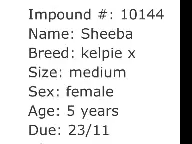 Impound #: 10144
Name: Sheeba
Breed: kelpie x
Size: medium
Sex: female
Age: 5 years
Due: 23/11